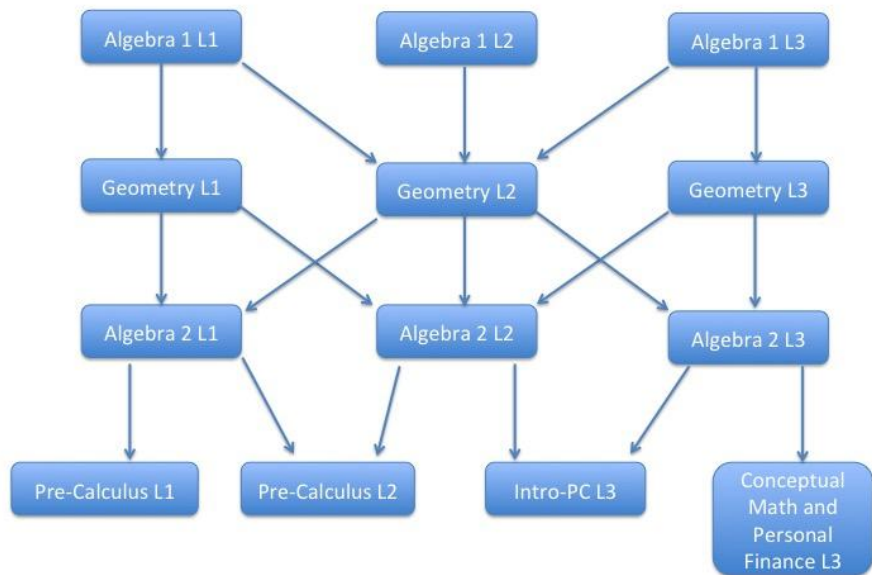 Algebra 1 L1
Algebra 1 L2
Algebra 1 L3
Geometry L1
Geometry L2
Geometry L3
Algebra 2 L1
Algebra 2 L2
Algebra 2 L3
Pre-Calculus L1
Pre-Calculus L2
Intro-PC L3
Conceptual
Math and
Personal
Finance L3